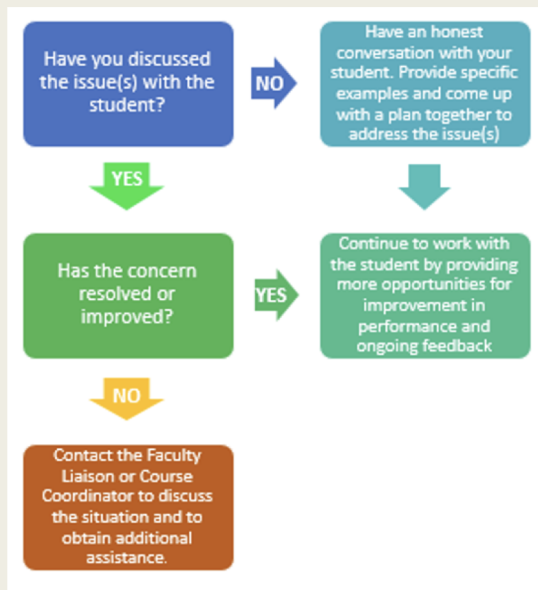 Have you discussed
the issue(s) with the
student?
NO
Have an honest
conversation with your
student. Provide specific
examples and come up
with a plan together to
address the issue(s)
YES
Has the concern
resolved or
improved?
YES
Continue to work with
the student by providing
more opportunities for
improvement in
performance and
ongoing feedback
NO
Contact the Faculty
Liaison or Course
Coordinator to discuss
the situation and to
obtain additional
assistance.